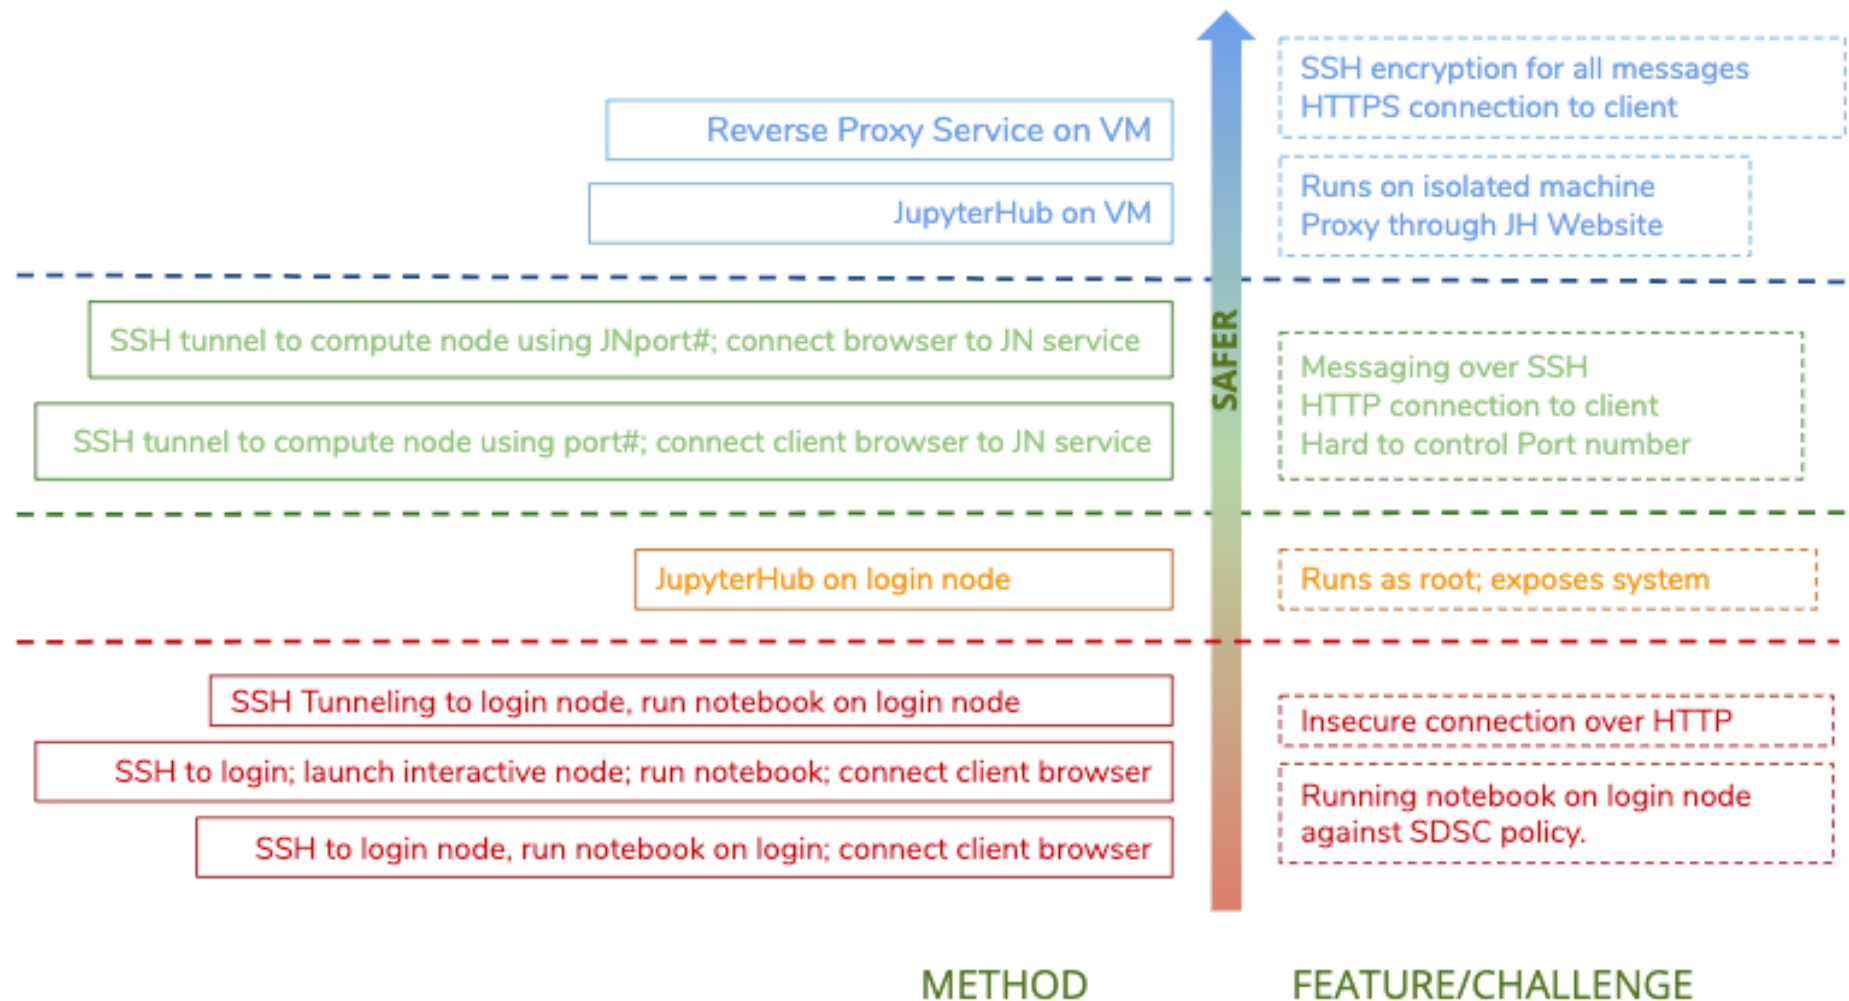 Reverse Proxy Service on VM
SSH encryption for all messages
HTTPS connection to client
JupyterHub on VM
Runs on isolated machine
Proxy through JH Website
SSH tunnel to compute node using JNport#; connect browser to JN service
SSH tunnel to compute node using port#; connect client browser to JN service
SAFER
Messaging over SSH
HTTP connection to client
Hard to control Port number
JupyterHub on login node
Runs as root; exposes system
SSH Tunneling to login node, run notebook on login node
SSH to login; launch interactive node; run notebook; connect client browser
SSH to login node, run notebook on login; connect client browser
Insecure connection over HTTP
Running notebook on login node
against SDSC policy.
METHOD
FEATURE/CHALLENGE